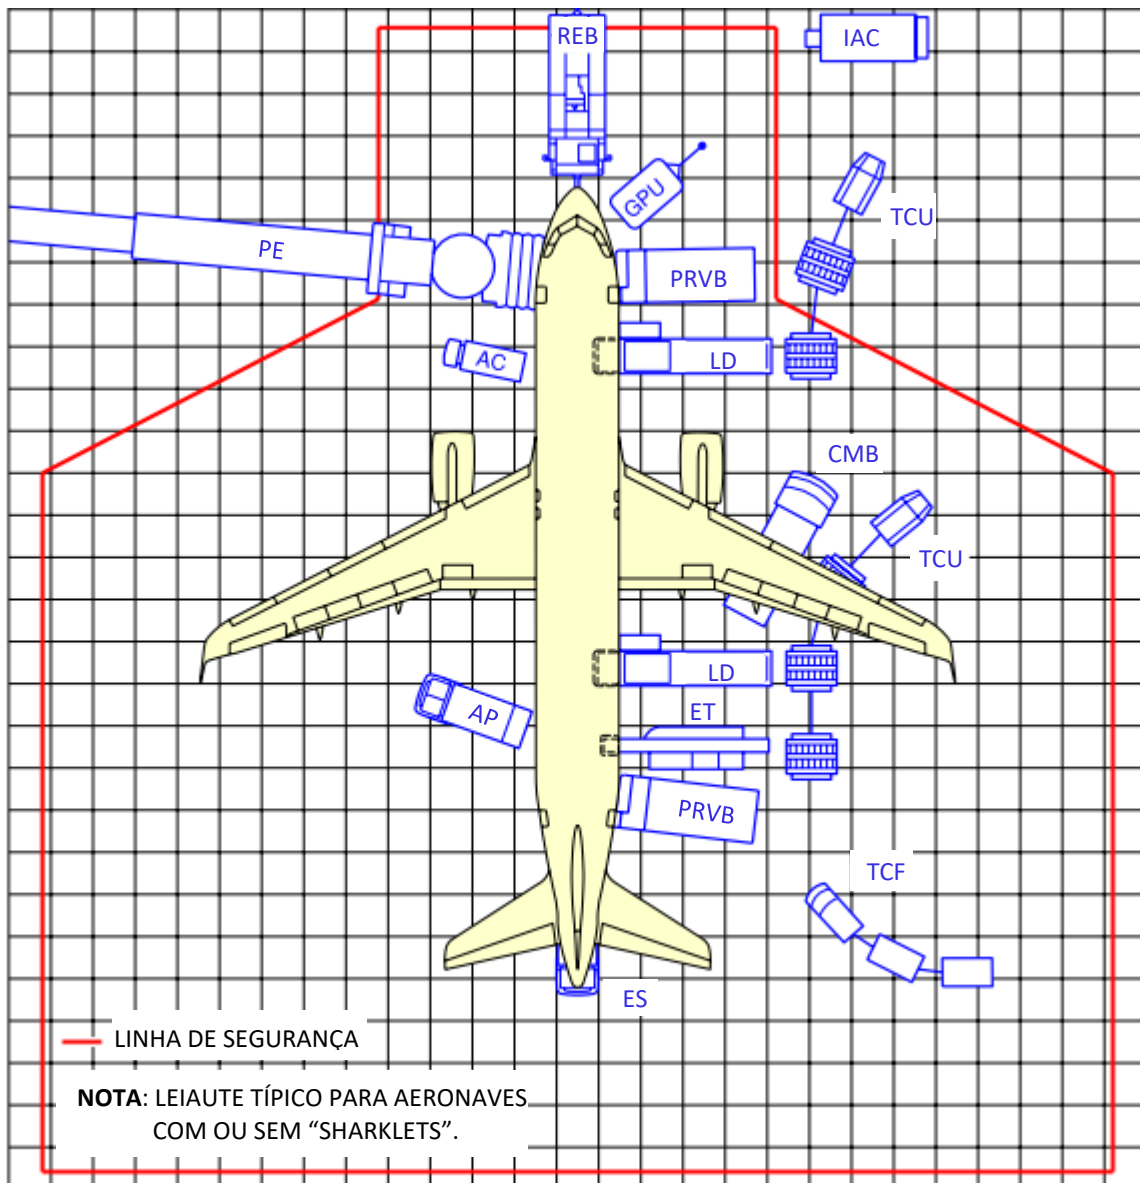 REB
IAC
GPU
TCU
PE
PRVB
AC
LD
CMB
TCU
LD
AP
ET
PRVB
TCF
ES
LINHA DE SEGURANÇA
NOTA: LEIAUTE TÍPICO PARA AERONAVES
COM OU SEM “SHARKLETS”.